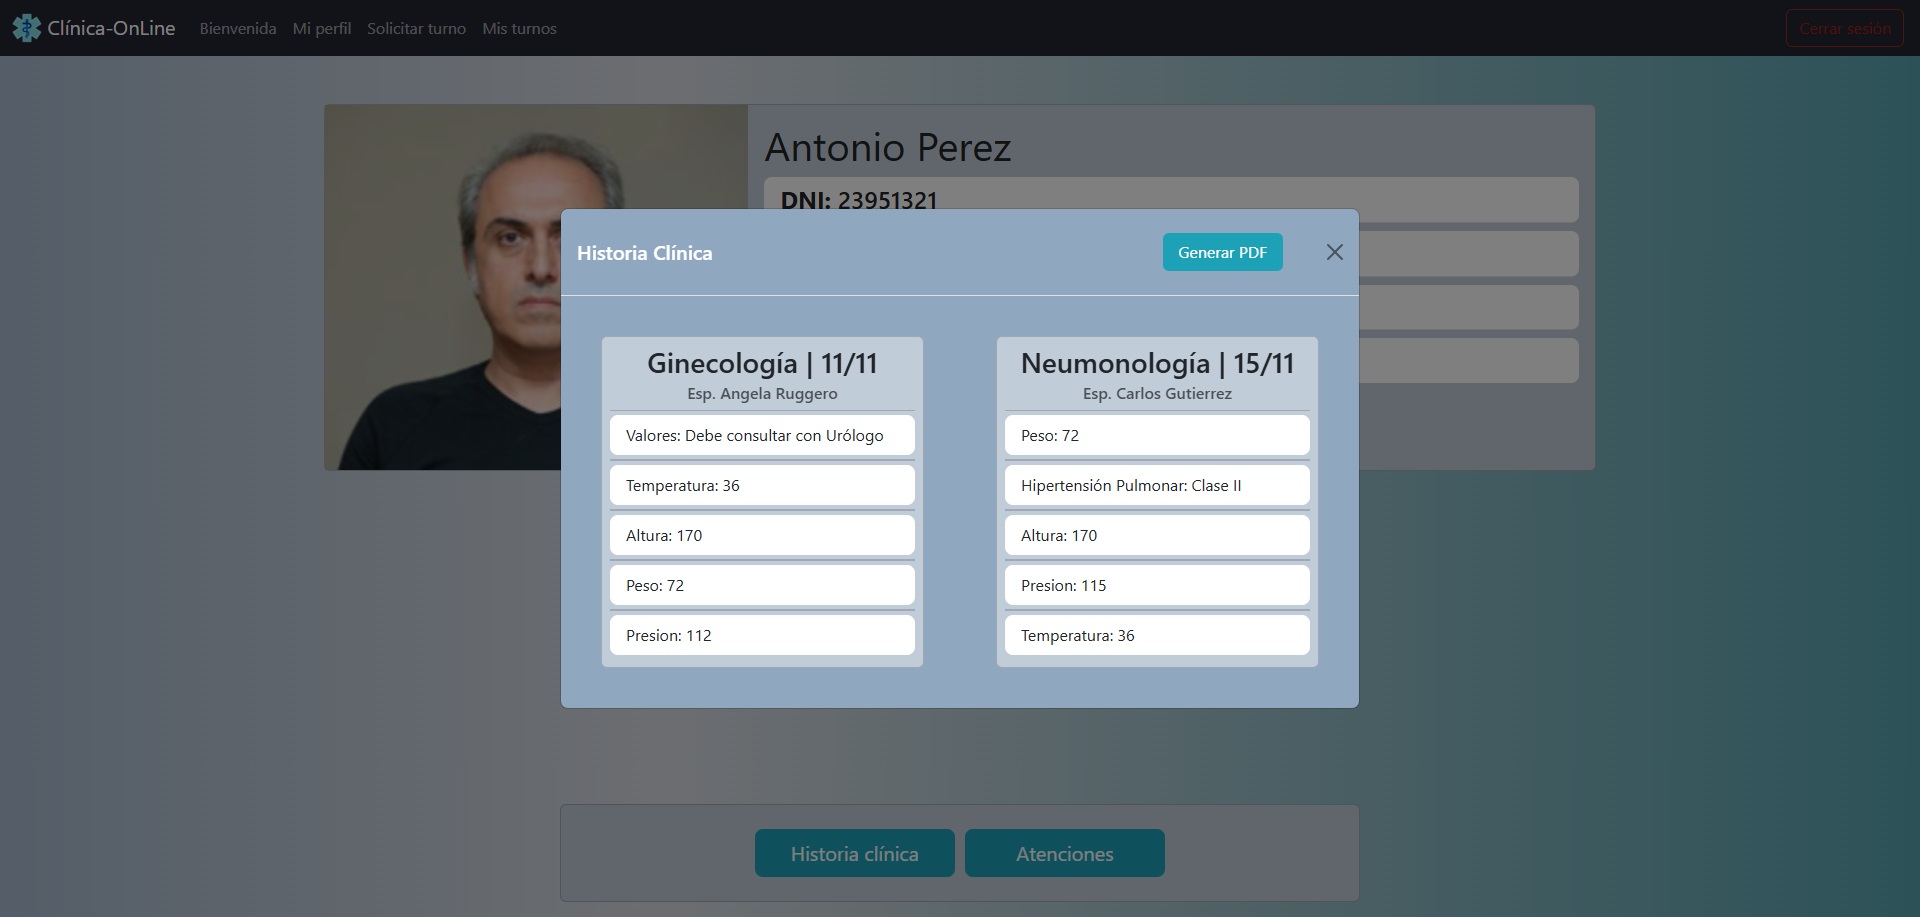 Clínica-OnLine Bienvenida Mi perfil Solicitar turno Mis turnos Cerrar sesión
Antonio Perez
DNI: 23951321
Historia Clínica Generar PDF
Ginecología | 11/11
Esp. Angela Ruggero
Valores: Debe consultar con Urólogo
Temperatura: 36
Altura: 170
Peso: 72
Presion: 112
Neumonología | 15/11
Esp. Carlos Gutierrez
Peso: 72
Hipertensión Pulmonar: Clase II
Altura: 170
Presion: 115
Temperatura: 36
Historia clínica Atenciones